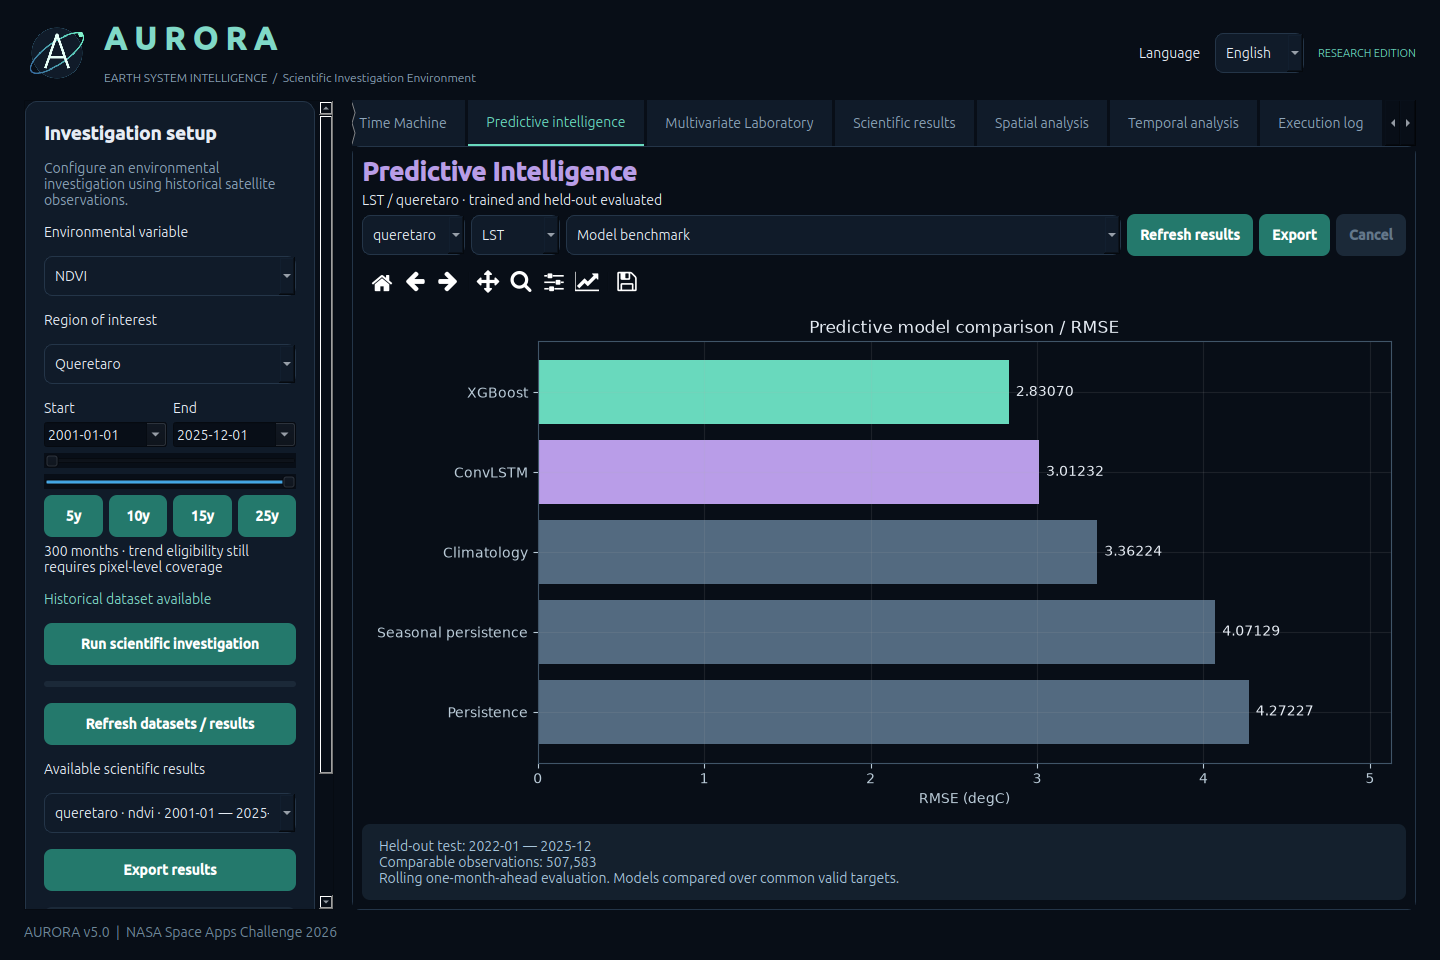 A
AURORA
EARTH SYSTEM INTELLIGENCE / Scientific Investigation Environment
Language
English
RESEARCH EDITION
Investigation setup
Configure an environmental
investigation using historical satellite
observations.
Environmental variable
NDVI
Region of interest
Queretaro
Start
End
2001-01-01
2025-12-01
5y
10y
15y
25y
300 months · trend eligibility still
requires pixel-level coverage
Historical dataset available
Run scientific investigation
Refresh datasets / results
Available scientific results
queretaro · ndvi · 2001-01 — 2025-
Export results
Time Machine
Predictive intelligence
Multivariate Laboratory
Scientific results
Spatial analysis
Temporal analysis
Execution log
Predictive Intelligence
LST / queretaro · trained and held-out evaluated
queretaro
LST
Model benchmark
Refresh results
Export
Cancel
Predictive model comparison / RMSE
XGBoost
2.83070
ConvLSTM
3.01232
Climatology
3.36224
Seasonal persistence
4.07129
Persistence
4.27227
0
1
2
3
4
5
RMSE (degC)
Held-out test: 2022-01 — 2025-12
Comparable observations: 507,583
Rolling one-month-ahead evaluation. Models compared over common valid targets.
AURORA v5.0 | NASA Space Apps Challenge 2026